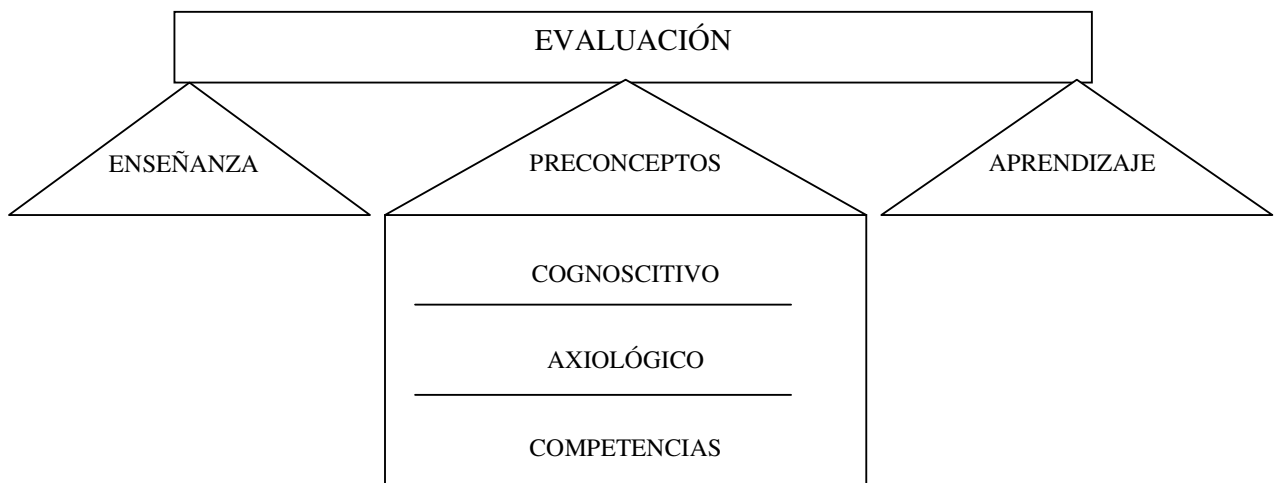 EVALUACIÓN
ENSEÑANZA
PRECONCEPTOS
APRENDIZAJE
COGNOSCITIVO
AXIOLÓGICO
COMPETENCIAS